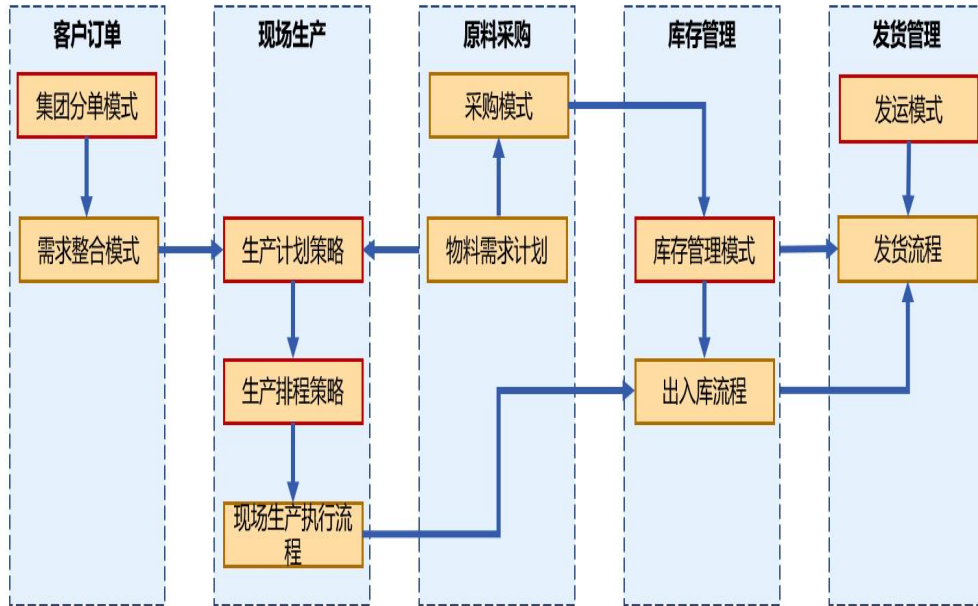 客户订单
集团分单模式
需求整合模式
现场生产
生产计划策略
生产排程策略
现场生产执行流
程
原料采购
采购模式
物料需求计划
库存管理
库存管理模式
出入库流程
发货管理
发运模式
发货流程